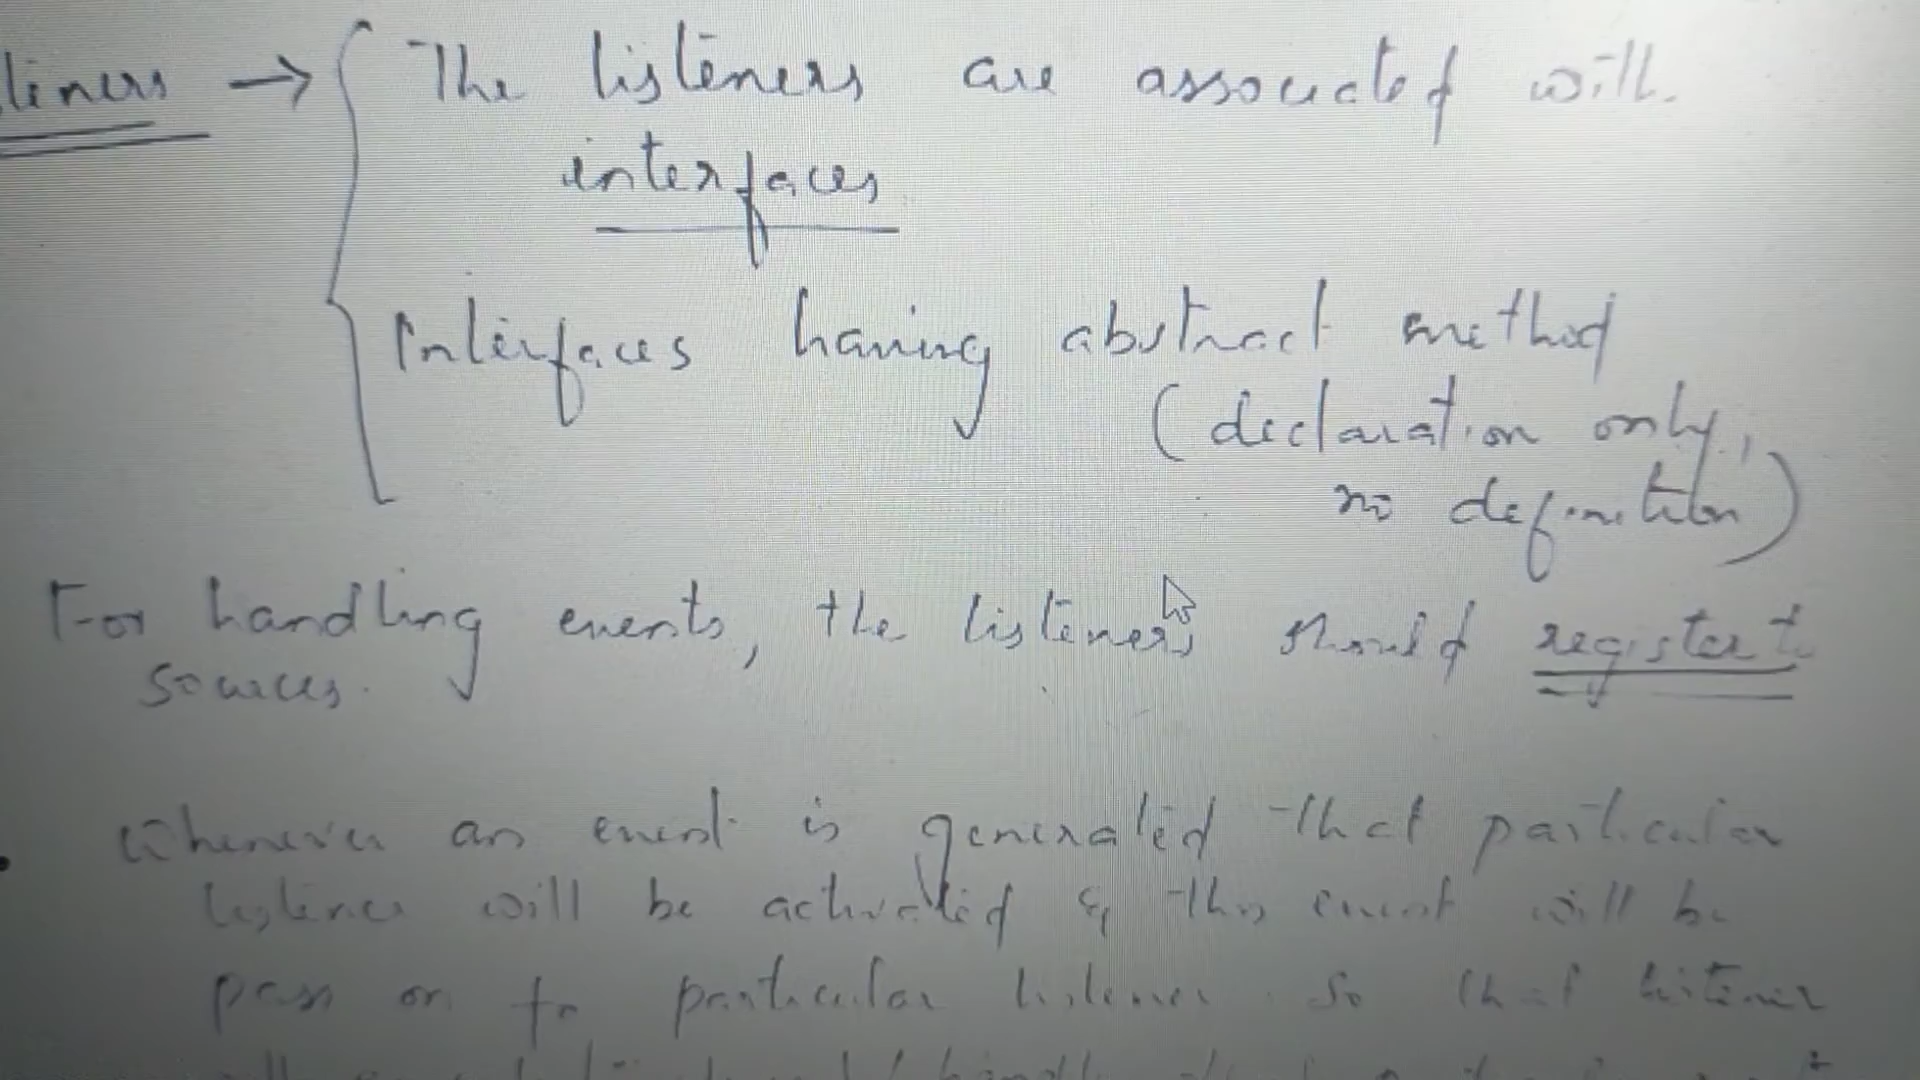 liners → The listeners are associated with
interfaces
Interfaces having abstract method
(declaration only,
no definition)
For handling events, the listeners should register to
sources.
Whenever an event is generated that particular
listener will be activated & this event will be
pass on to particular listener so that listener